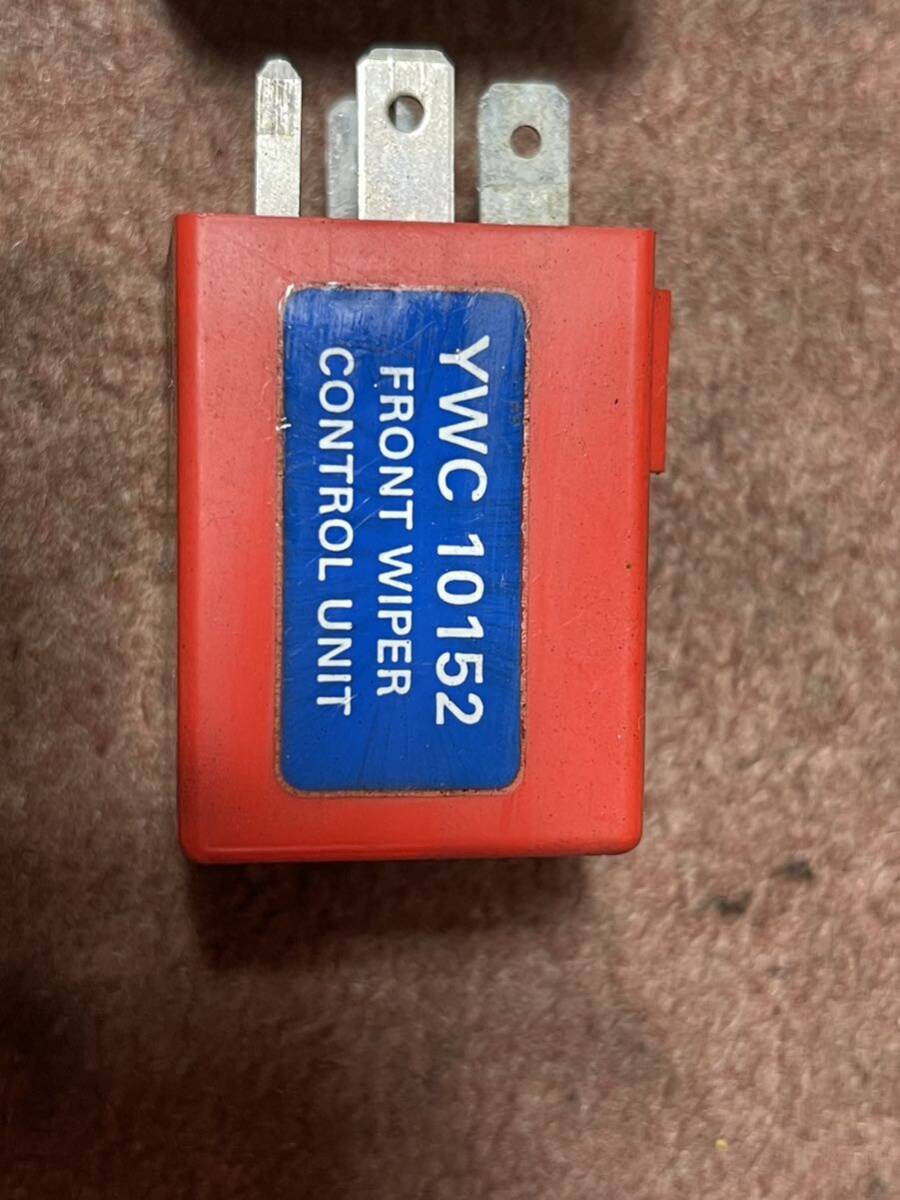 YWC 10152
FRONT WIPER
CONTROL UNIT